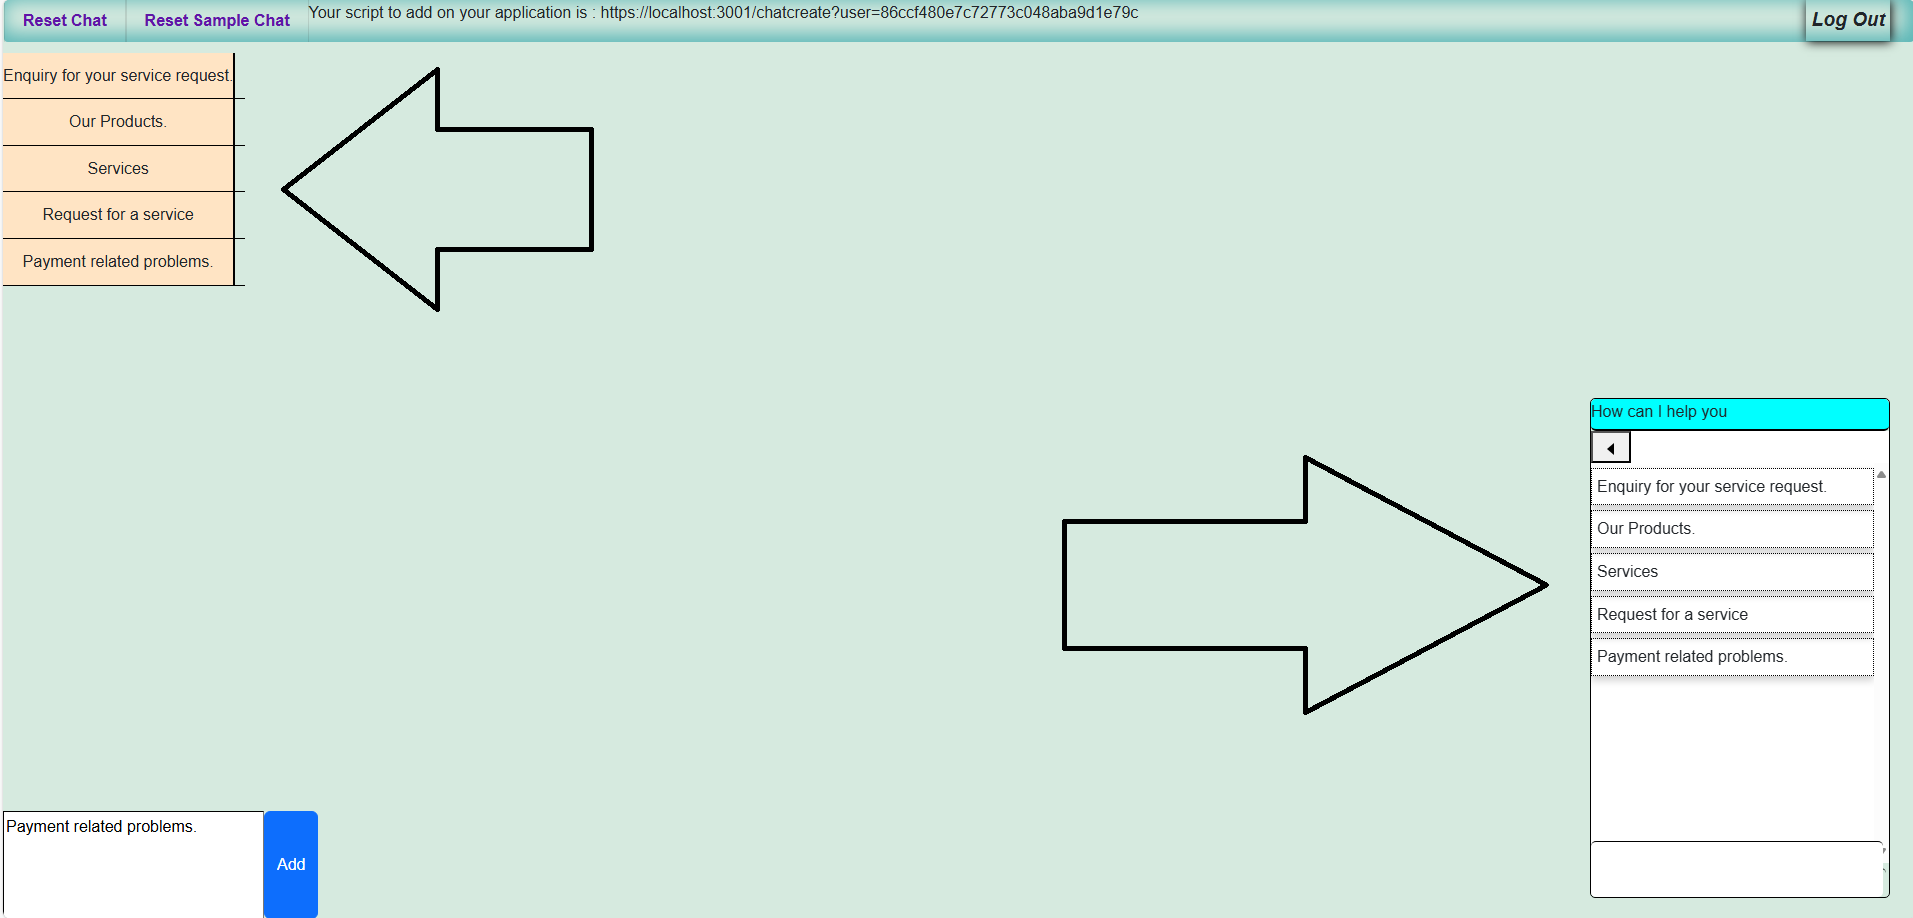 Reset Chat
Reset Sample Chat
Your script to add on your application is : https://localhost:3001/chatcreate?user=86ccf480e7c72773c048aba9d1e79c
Log Out
Enquiry for your service request.
Our Products.
Services
Request for a service
Payment related problems.
How can I help you
Enquiry for your service request.
Our Products.
Services
Request for a service
Payment related problems.
Payment related problems.
Add